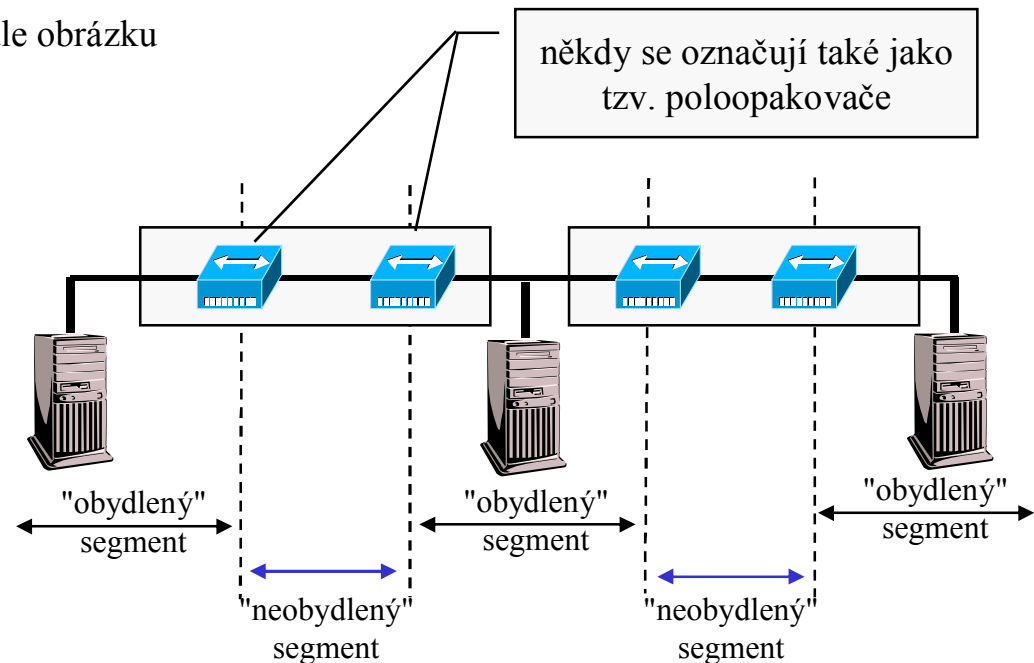 le obrázku
někdy se označují také jako
tzv. poloopakovače
"obydlený"
segment
"obydlený"
segment
"obydlený"
segment
"neobydlený"
segment
"neobydlený"
segment